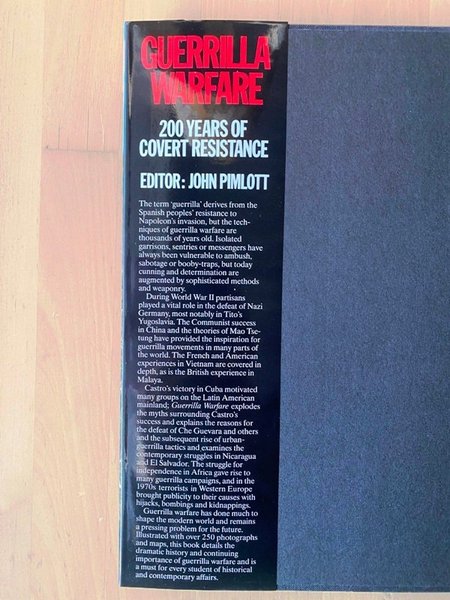 GUERRILLA
WARFARE
200 YEARS OF
COVERT RESISTANCE
EDITOR: JOHN PIMLOTT
The term 'guerrilla' derives from the
Spanish peoples' resistance to
Napoleon's invasion, but the tech-
niques of guerrilla warfare are
thousands of years old. Isolated
garrisons, sentries or messengers have
always been vulnerable to ambush,
sabotage or booby-traps, but today
cunning and determination are
augmented by sophisticated methods
and weaponry.
During World War II partisans
played a vital role in the defeat of Nazi
Germany, most notably in Tito's
Yugoslavia. The Communist success
in China and the theories of Mao Tse-
tung have provided the inspiration for
guerrilla movements in many parts of
the world. The French and American
experiences in Vietnam are covered in
depth, as is the British experience in
Malaya.
Castro's victory in Cuba motivated
many groups on the Latin American
mainland; Guerrilla Warfare explodes
the myths surrounding Castro's
success and explains the reasons for
the defeat of Che Guevara and others
and the subsequent rise of urban-
guerrilla tactics and examines the
contemporary struggles in Nicaragua
and El Salvador. The struggle for
independence in Africa gave rise to
many guerrilla campaigns, and in the
1970s terrorists in Western Europe
brought publicity to their causes with
hijacks, bombings and kidnappings.
Guerrilla warfare has done much to
shape the modern world and remains
a pressing problem for the future.
Illustrated with over 250 photographs
and maps, this book details the
dramatic history and continuing
importance of guerrilla warfare and is
a must for every student of historical
and contemporary affairs.